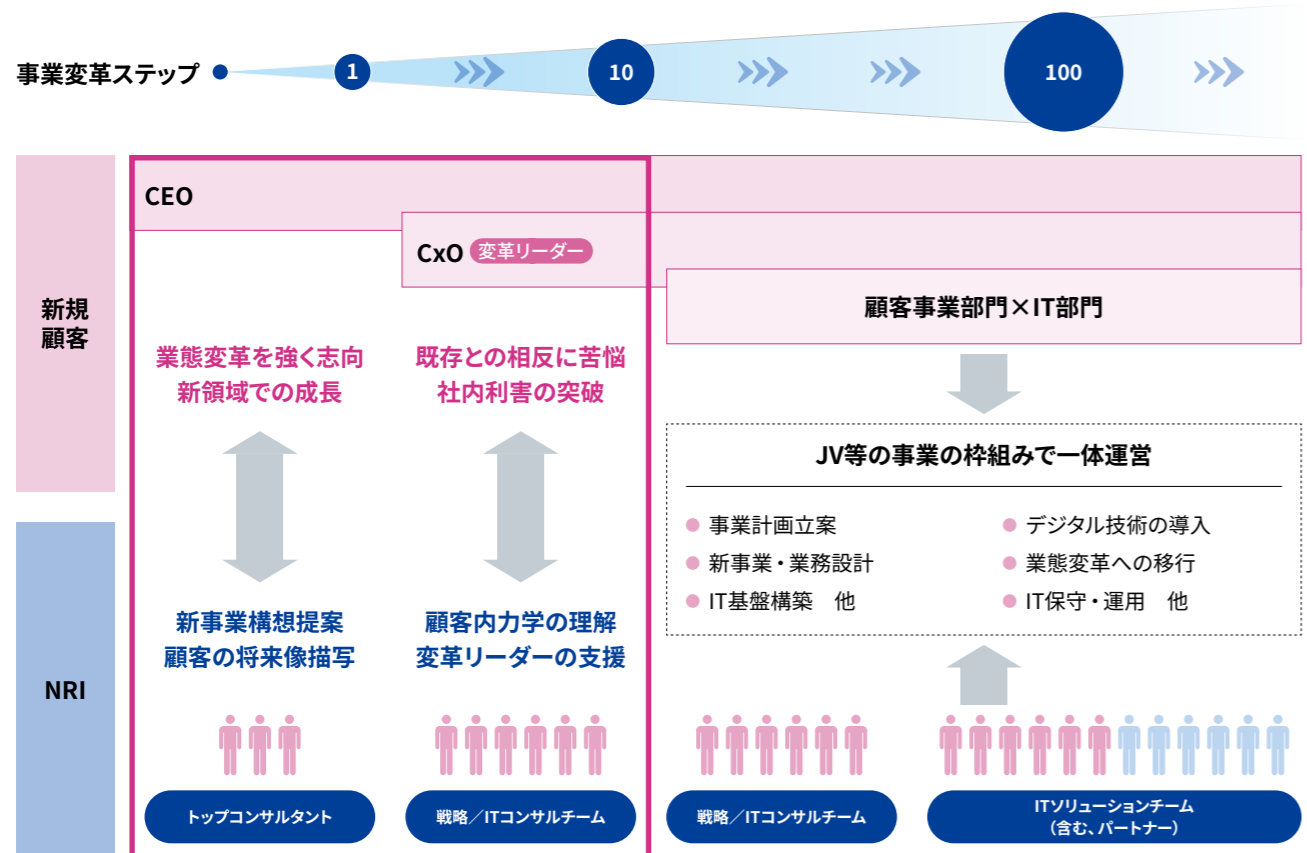 事業変革ステップ
1
10
100
新規
顧客
CEO
CxO 変革リーダー
顧客事業部門×IT部門
業態変革を強く志向
新領域での成長
既存との相反に苦悩
社内利害の突破
JV等の事業の枠組みで一体運営
● 事業計画立案
● 新事業・業務設計
● IT基盤構築　他
● デジタル技術の導入
● 業態変革への移行
● IT保守・運用　他
NRI
新事業構想提案
顧客の将来像描写
顧客内力学の理解
変革リーダーの支援
トップコンサルタント
戦略／ITコンサルチーム
戦略／ITコンサルチーム
ITソリューションチーム
（含む、パートナー）